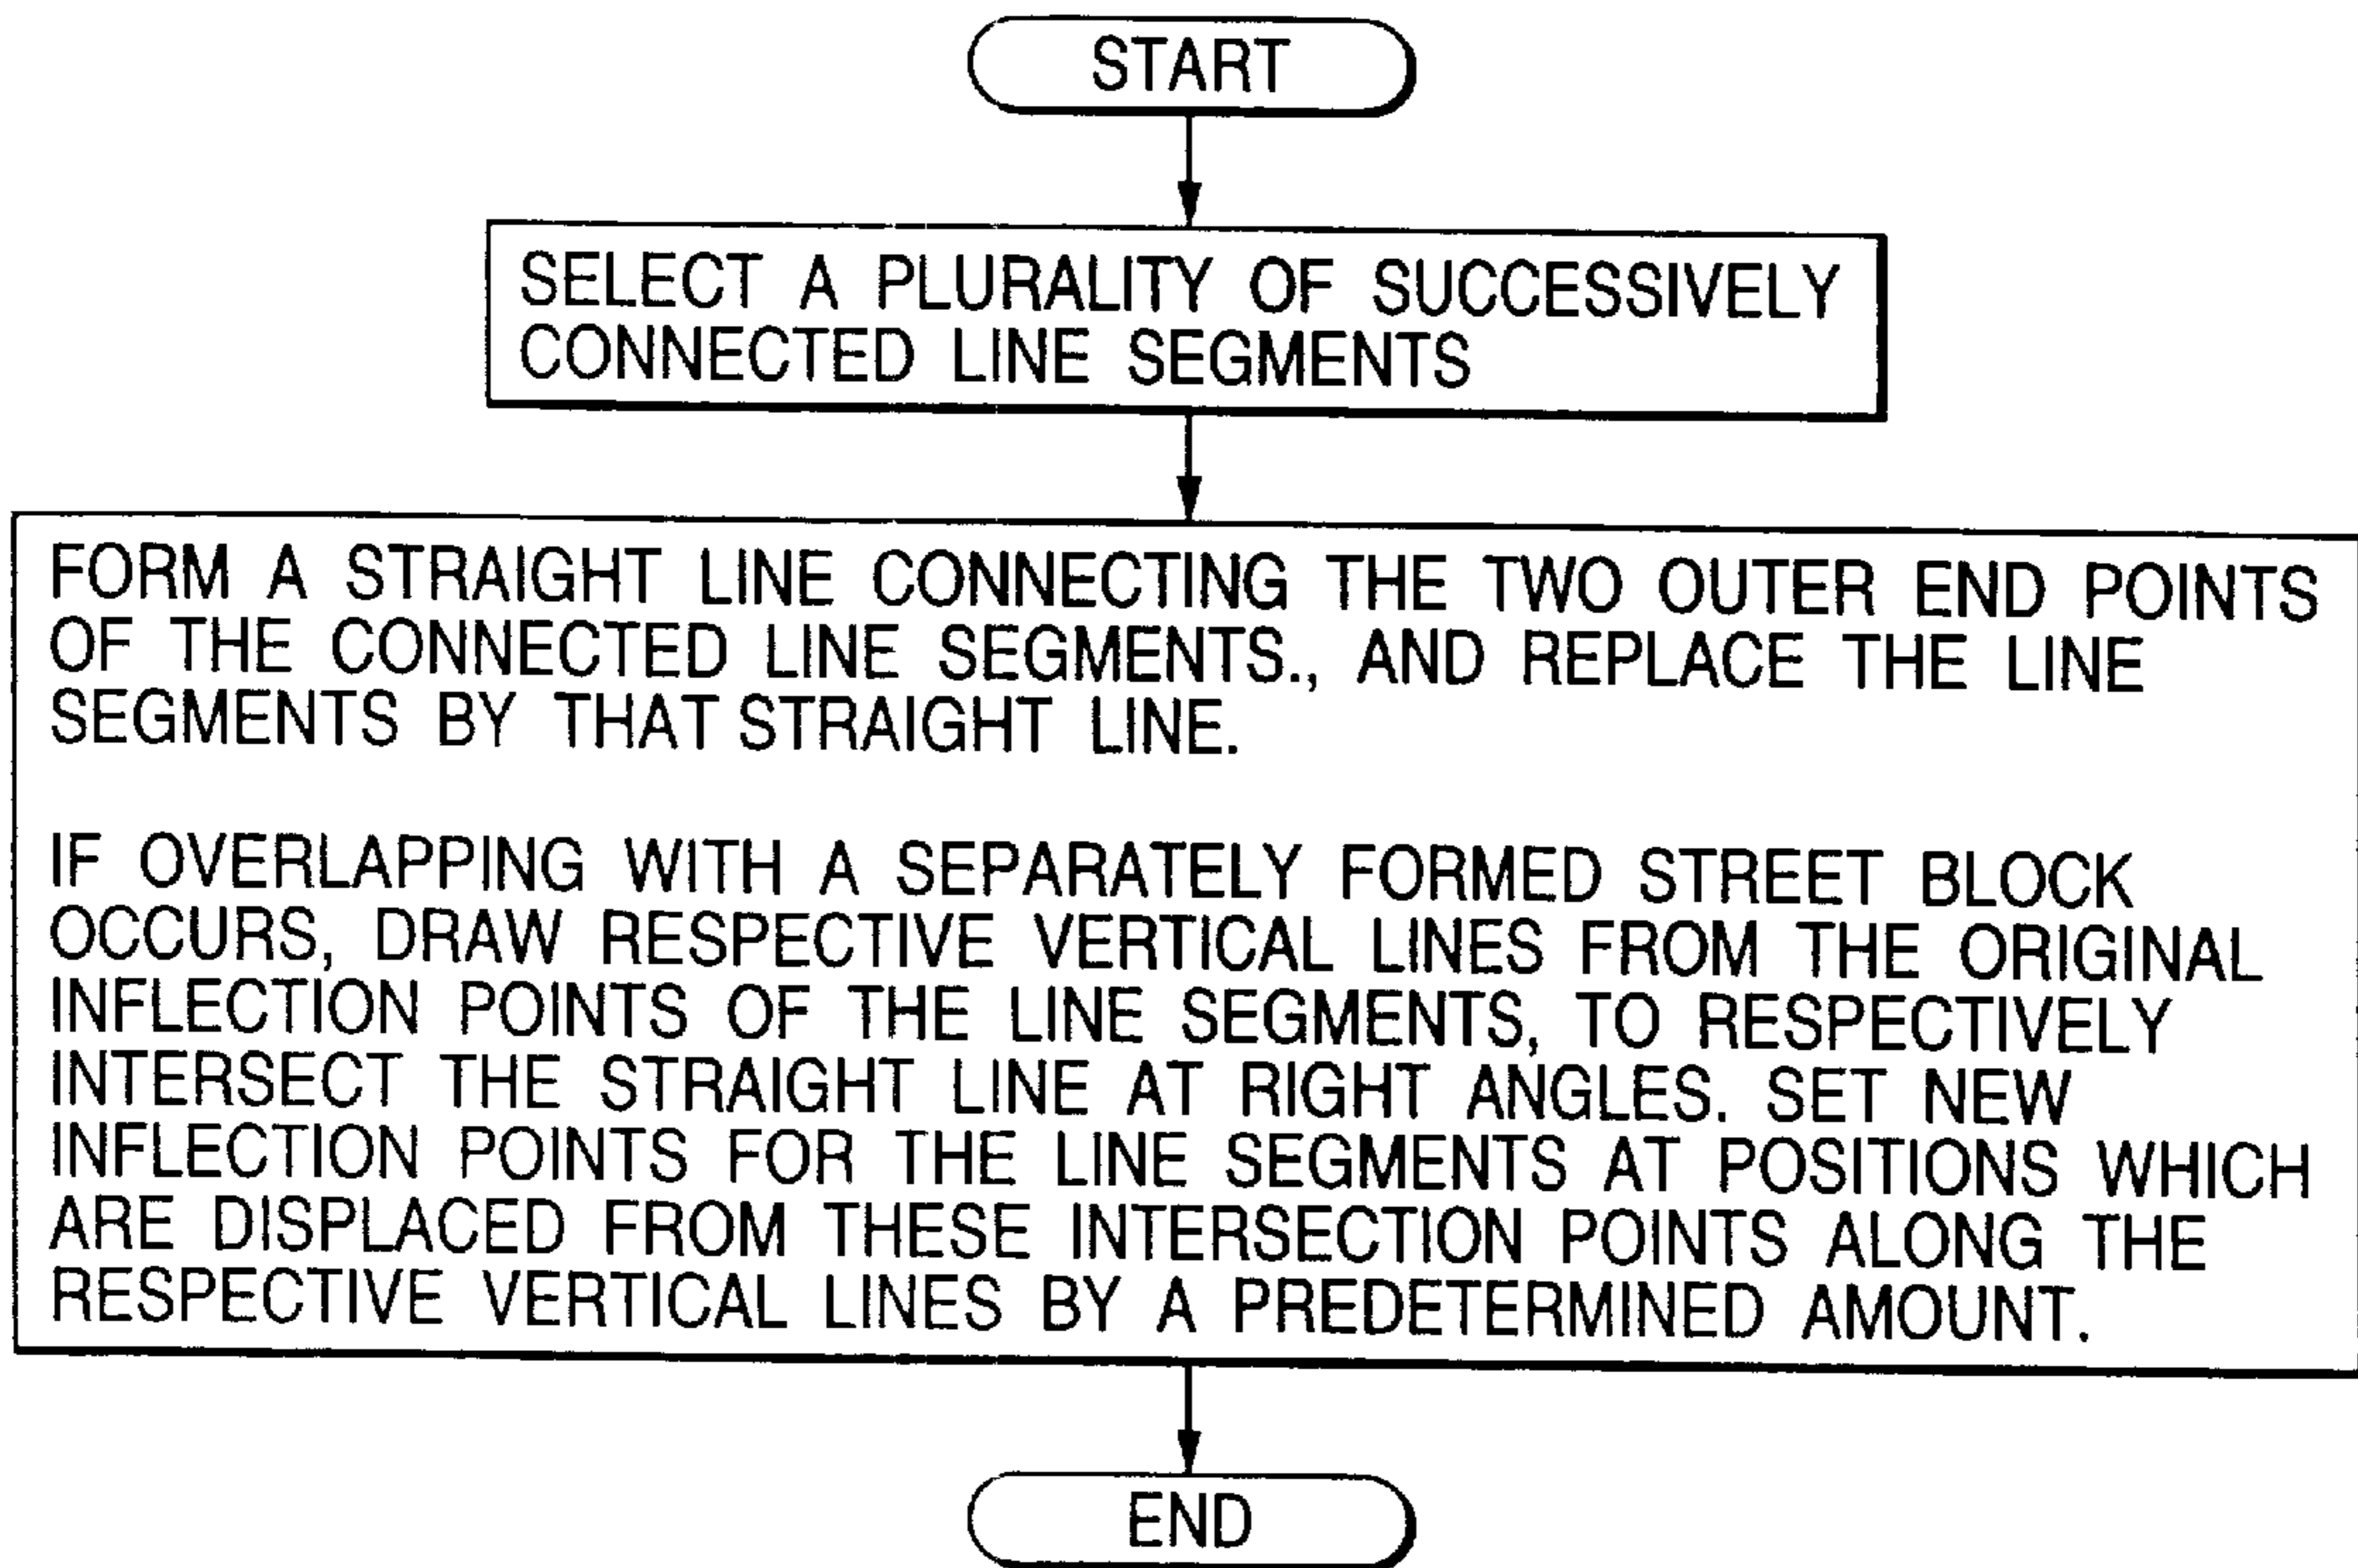 START
SELECT A PLURALITY OF SUCCESSIVELY
CONNECTED LINE SEGMENTS
FORM A STRAIGHT LINE CONNECTING THE TWO OUTER END POINTS
OF THE CONNECTED LINE SEGMENTS., AND REPLACE THE LINE
SEGMENTS BY THAT STRAIGHT LINE.
IF OVERLAPPING WITH A SEPARATELY FORMED STREET BLOCK
OCCURS, DRAW RESPECTIVE VERTICAL LINES FROM THE ORIGINAL
INFLECTION POINTS OF THE LINE SEGMENTS, TO RESPECTIVELY
INTERSECT THE STRAIGHT LINE AT RIGHT ANGLES. SET NEW
INFLECTION POINTS FOR THE LINE SEGMENTS AT POSITIONS WHICH
ARE DISPLACED FROM THESE INTERSECTION POINTS ALONG THE
RESPECTIVE VERTICAL LINES BY A PREDETERMINED AMOUNT.
END